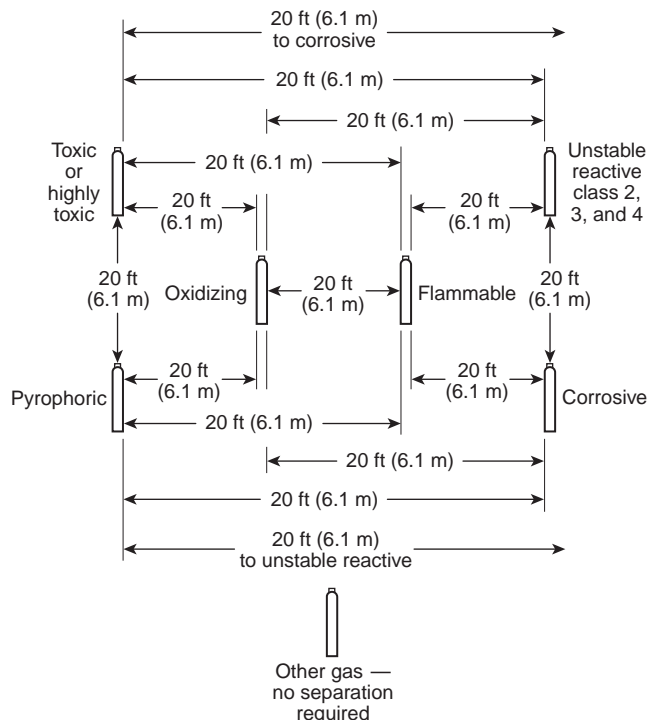 20 ft (6.1 m)
to corrosive
20 ft (6.1 m)
20 ft (6.1 m)
Toxic
or
highly
toxic
20 ft (6.1 m)
Unstable
reactive
class 2,
3, and 4
20 ft
(6.1 m)
20 ft
(6.1 m)
20 ft
(6.1 m)
Oxidizing
20 ft
(6.1 m)
Flammable
20 ft
(6.1 m)
Pyrophoric
20 ft
(6.1 m)
20 ft
(6.1 m)
Corrosive
20 ft (6.1 m)
20 ft (6.1 m)
20 ft (6.1 m)
20 ft (6.1 m)
to unstable reactive
Other gas —
no separation
required